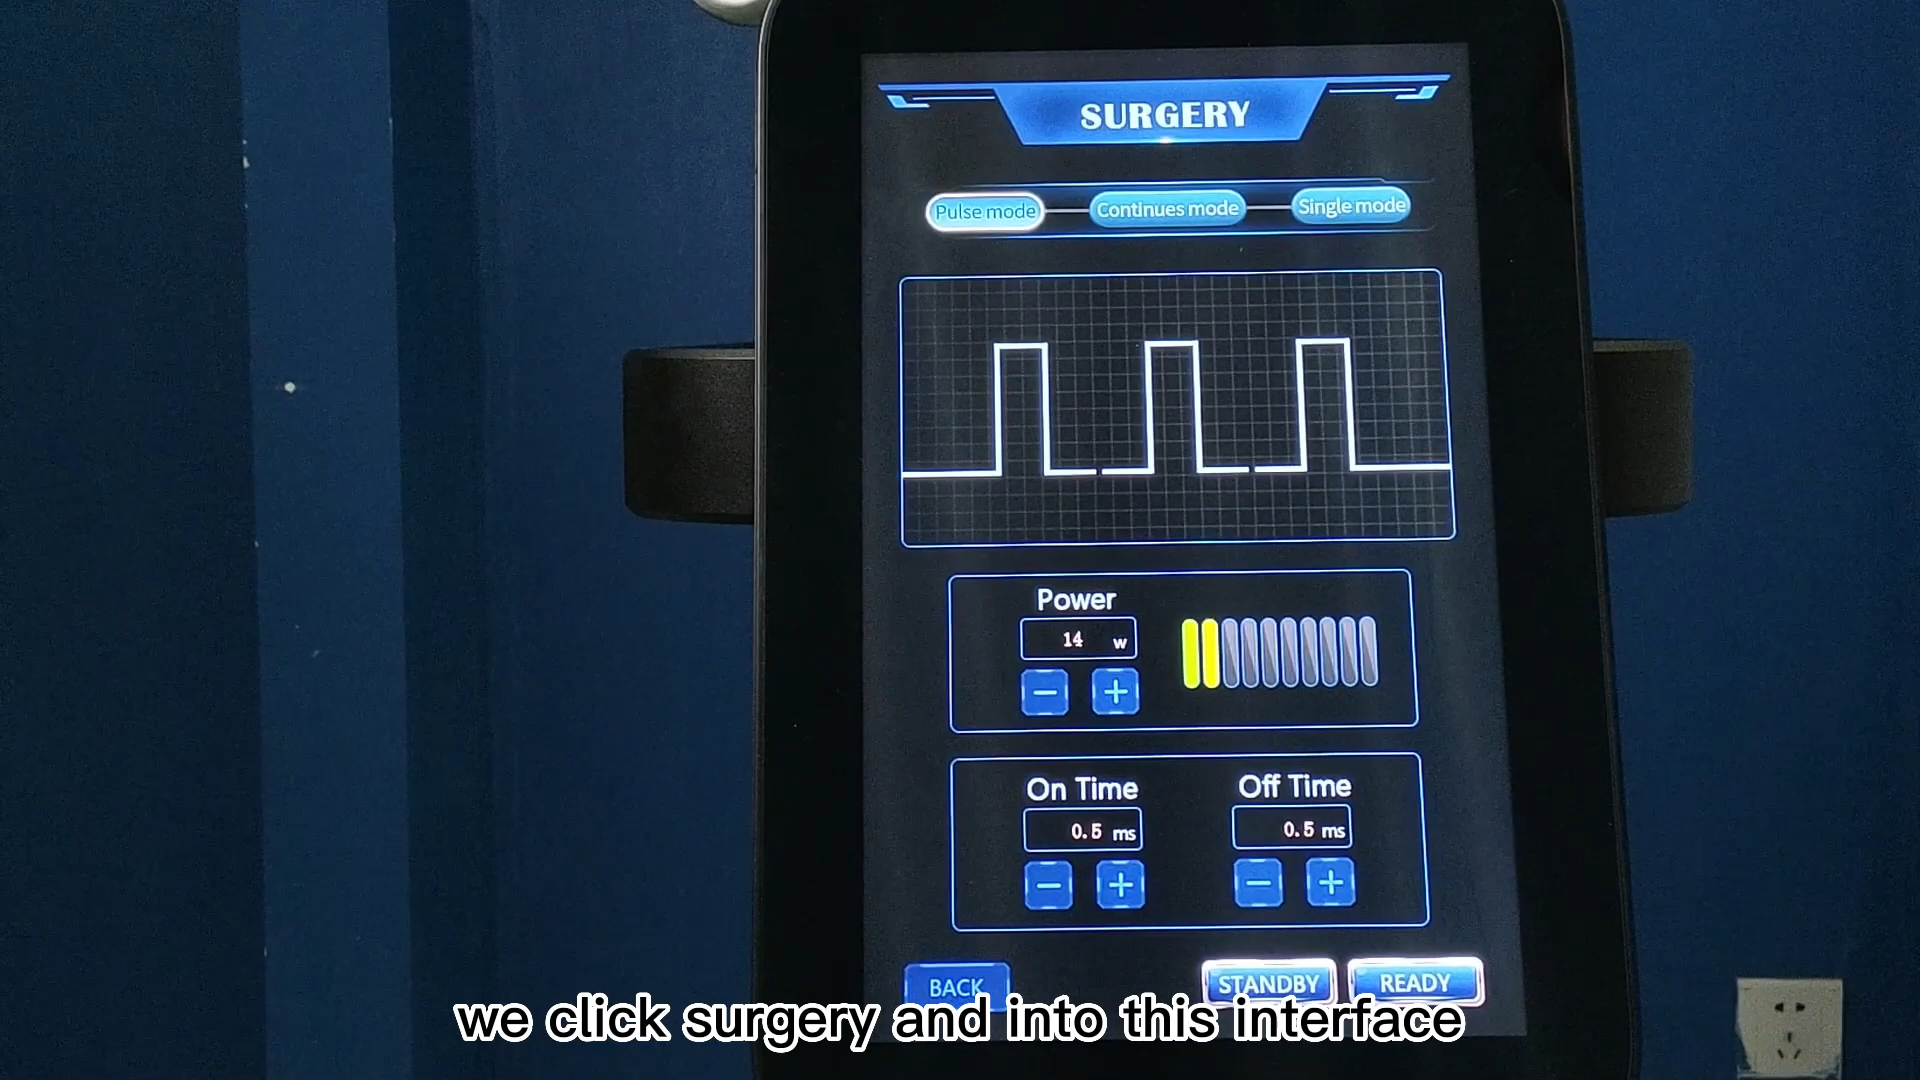 SURGERY
Pulse mode Continues mode Single mode
Power
14 w
On Time Off Time
0.5 ms 0.5 ms
BACK STANDBY READY
we click surgery and into this interface